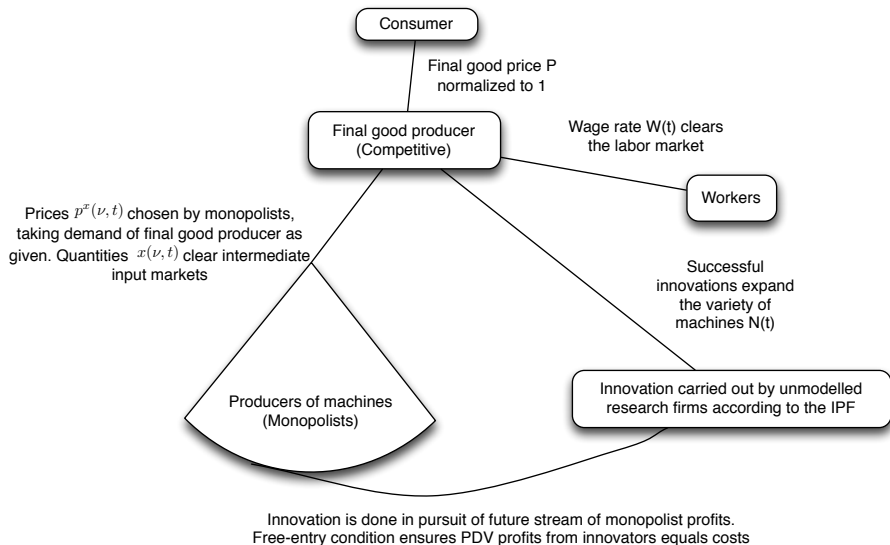 Consumer
Final good price P
normalized to 1
Final good producer
(Competitive)
Wage rate W(t) clears
the labor market
Workers
Prices p^x(ν, t) chosen by monopolists,
taking demand of final good producer as
given. Quantities x(ν, t) clear intermediate
input markets
Successful
innovations expand
the variety of
machines N(t)
Producers of machines
(Monopolists)
Innovation carried out by unmodelled
research firms according to the IPF
Innovation is done in pursuit of future stream of monopolist profits.
Free-entry condition ensures PDV profits from innovators equals costs